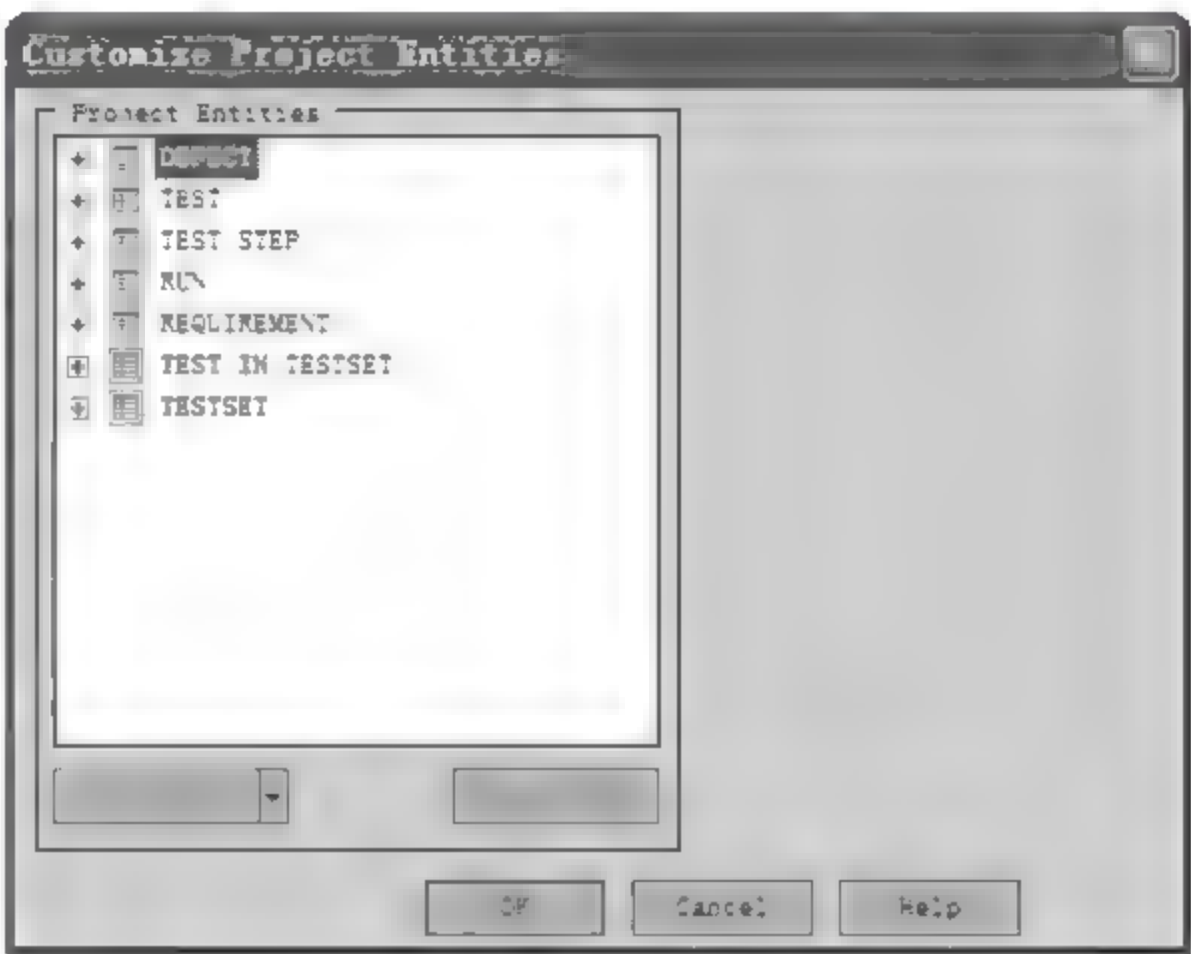 Customize Project Entities
Project Entities
DEFECT
TEST
TEST STEP
RUN
REQUIREMENT
TEST IN TESTSET
TESTSET
OK
Cancel
Help